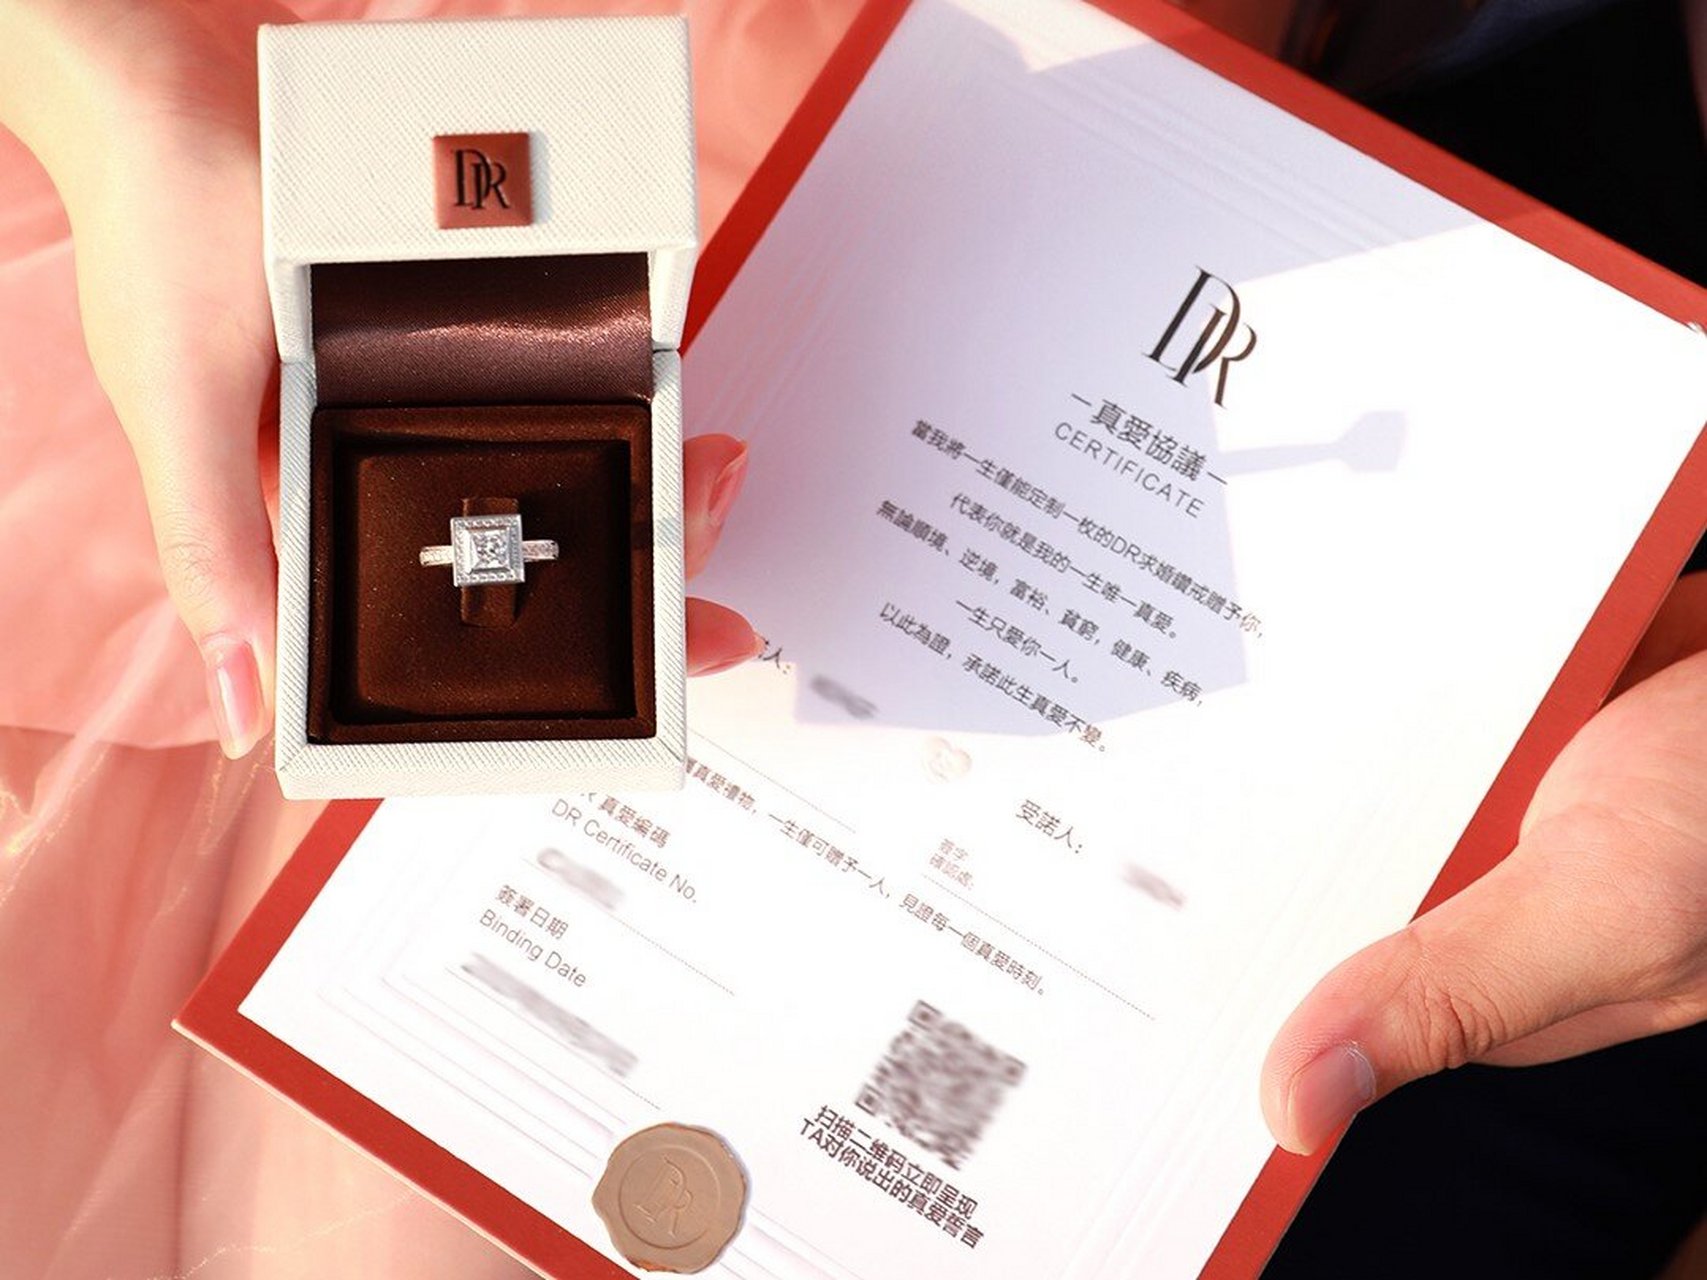 DR
DR
真愛協議
CERTIFICATE
當我將一生僅能定制一枚的DR求婚鑽戒贈予你,
代表你就是我的一生唯一真愛。
無論順境、逆境，富裕、貧窮，健康、疾病，
一生只愛你一人。
以此為證，承諾此生真愛不變。
人：
受諾人：
簽字
確認處：
真愛禮物，一生僅可贈予一人，見證每一個真愛時刻。
真愛編碼
DR Certificate No.
簽署日期
Binding Date
扫描二维码立即呈现
TA对你说出的真爱誓言
DR